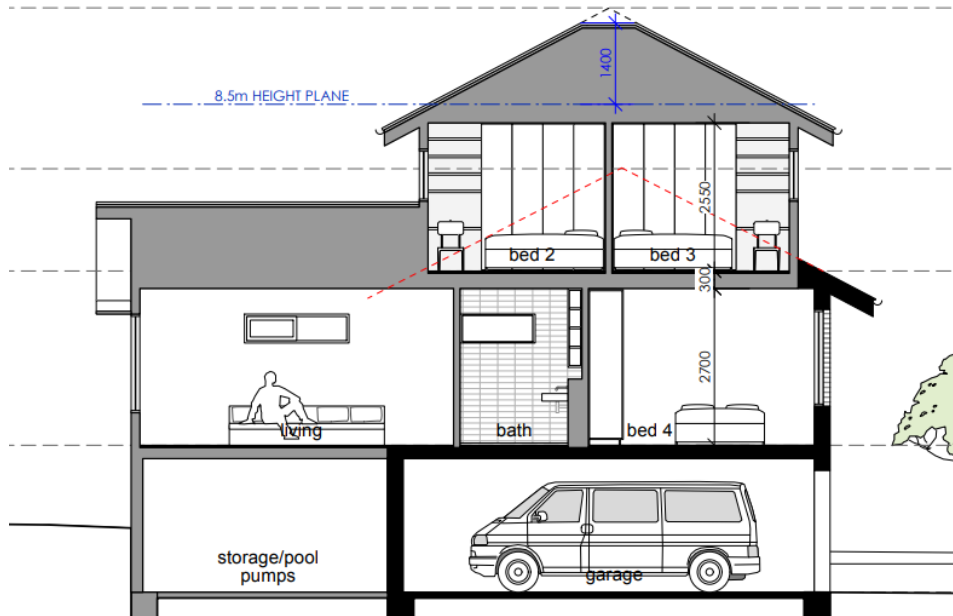 1400
8.5m HEIGHT PLANE
2550
bed 2
bed 3
300
2700
living
bath
bed 4
storage/pool
pumps
garage